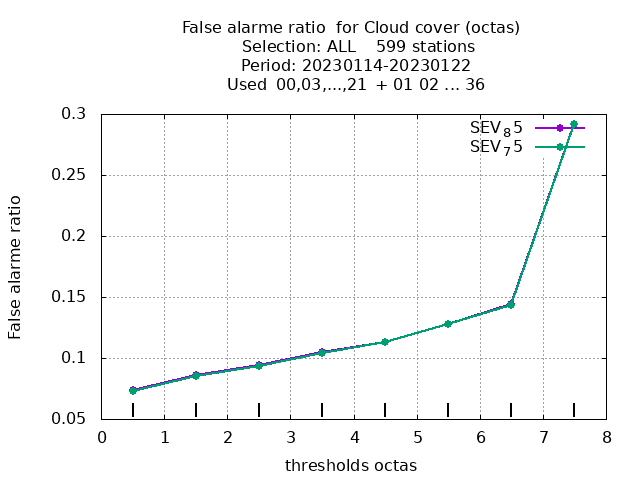 False alarme ratio  for Cloud cover (octas)
Selection: ALL    599 stations
Period: 20230114-20230122
Used  00,03,...,21  + 01 02 ... 36
SEV₈5
SEV₇5
False alarme ratio
0.3
0.25
0.2
0.15
0.1
0.05
0 1 2 3 4 5 6 7 8
thresholds octas